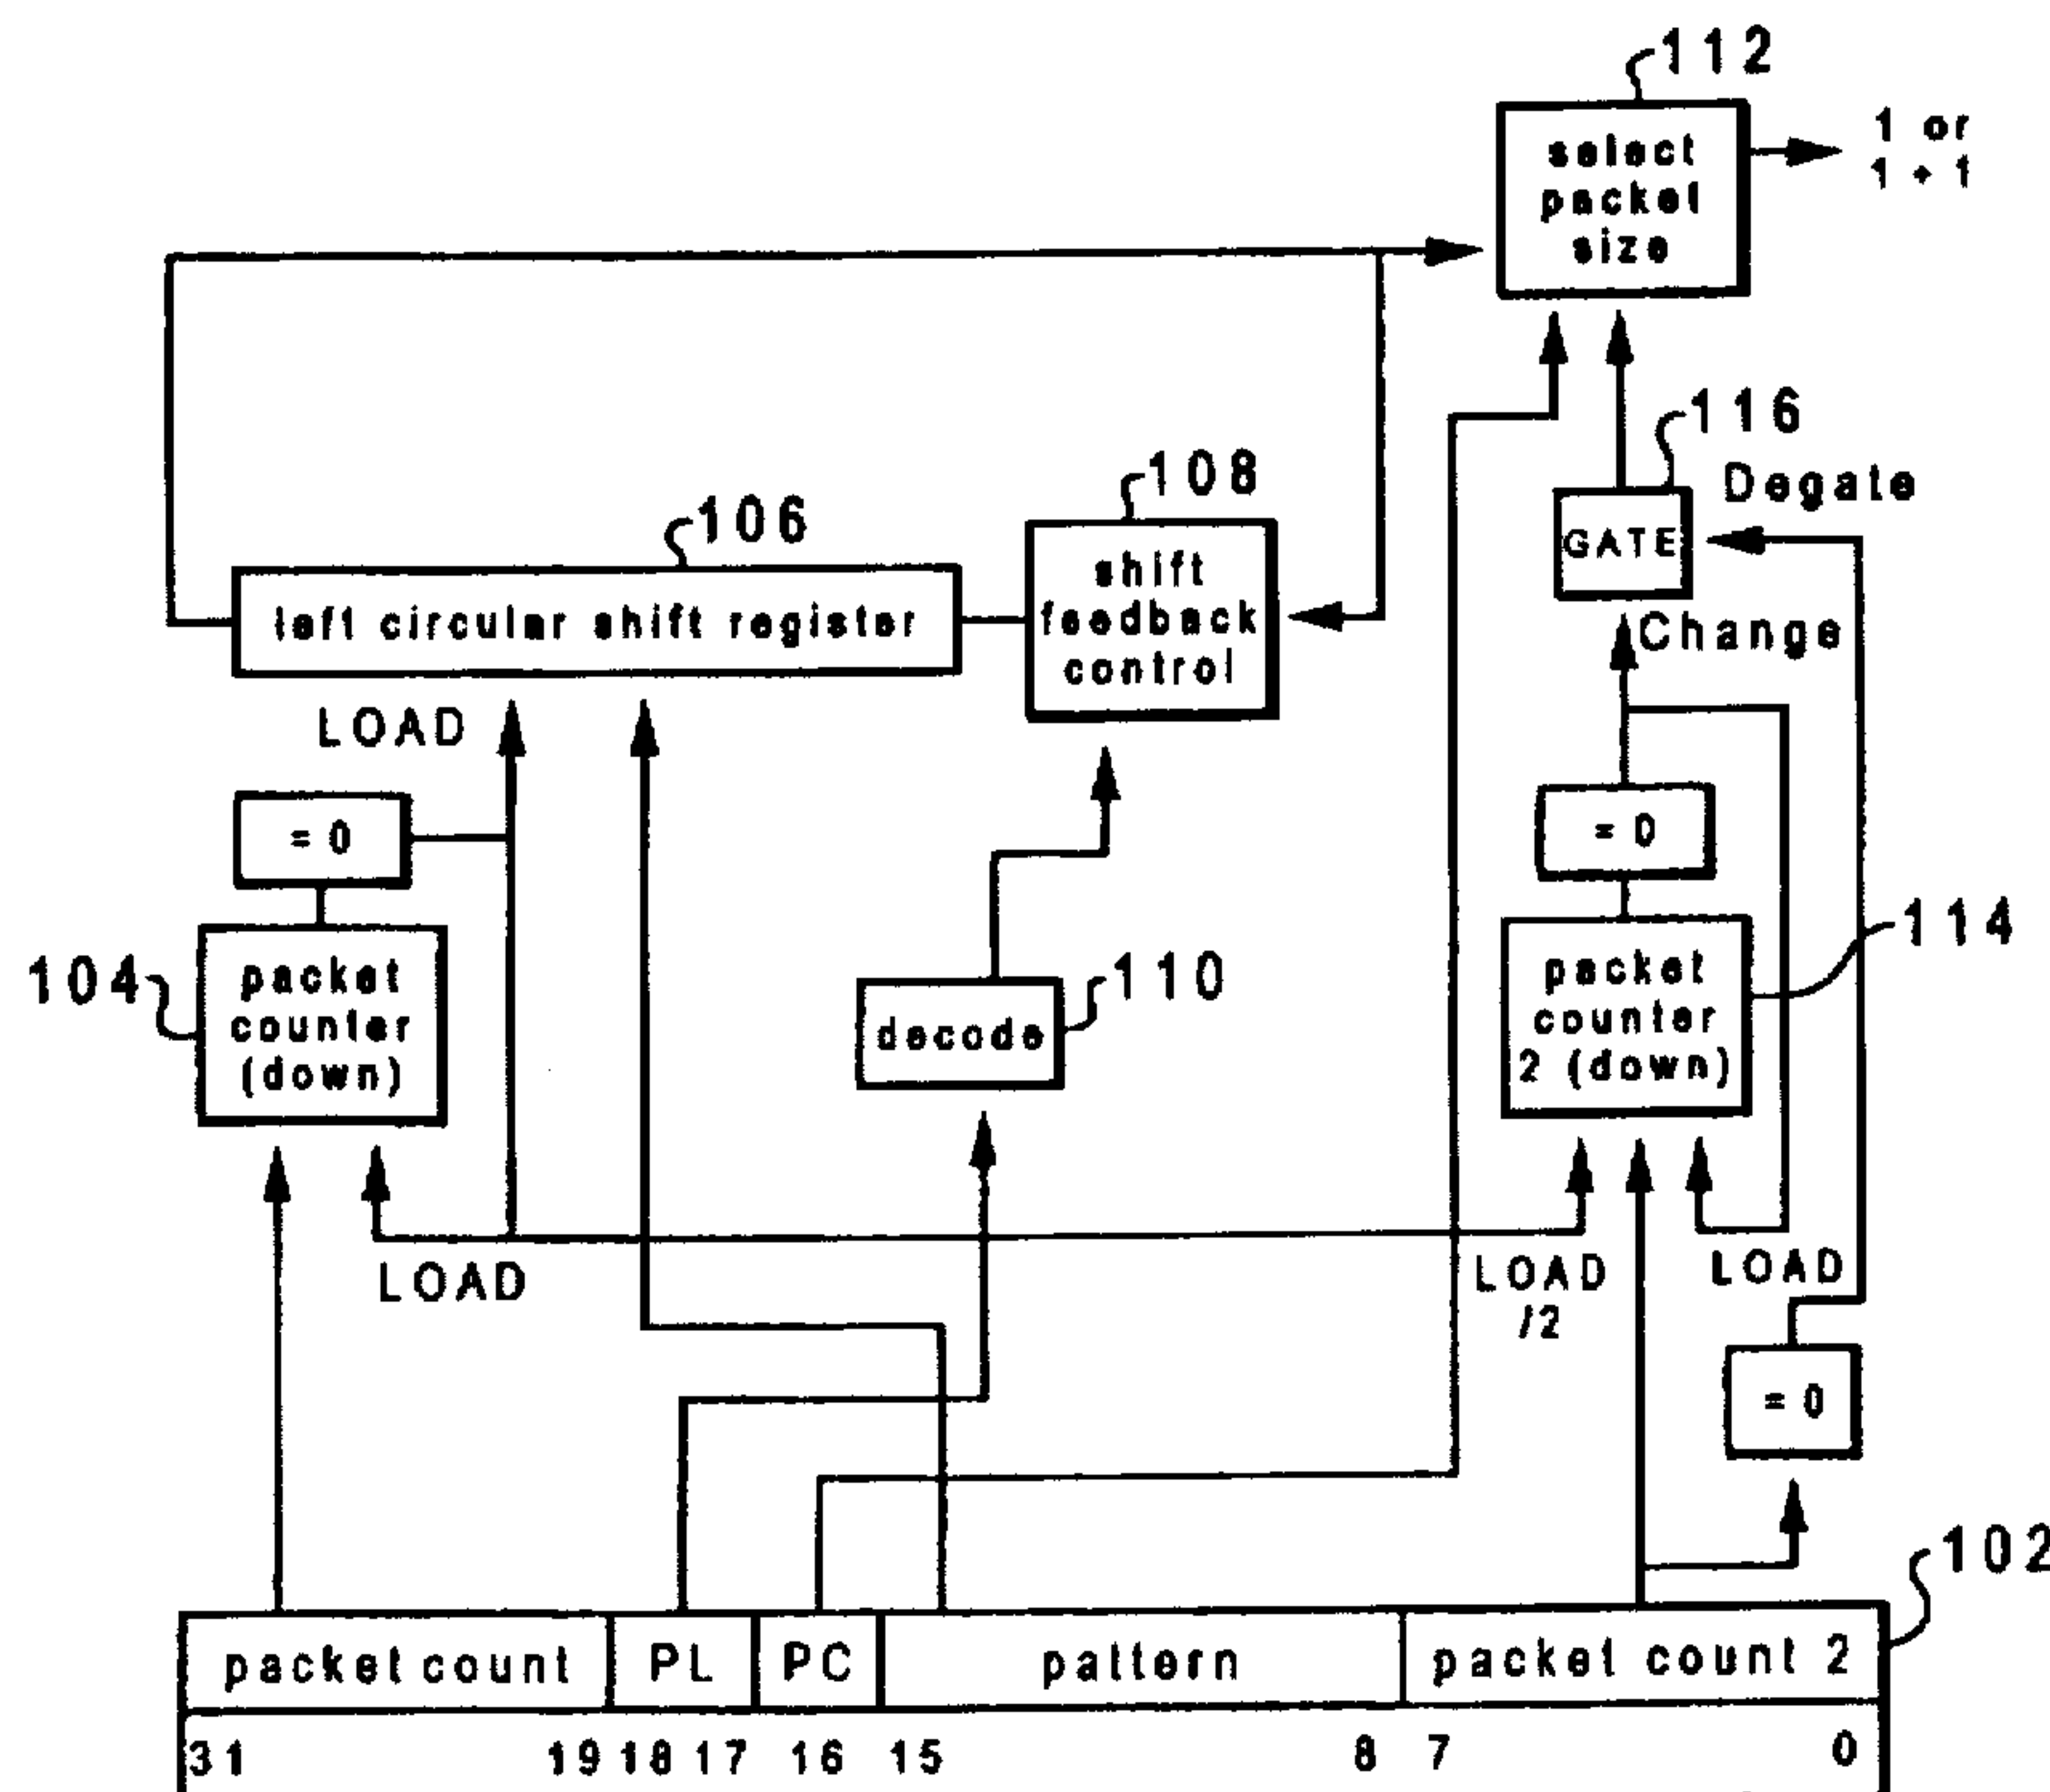 112
select
packet
size
1 or
1 + 1
116
Degate
GATE
Change
108
shift
feedback
control
106
left circular shift register
LOAD
= 0
= 0
104
packet
counter
(down)
110
decode
packet
counter
2 (down)
114
LOAD
LOAD
/2
LOAD
= 0
102
packet count PL PC pattern packet count 2
31 19 18 17 16 15 8 7 0